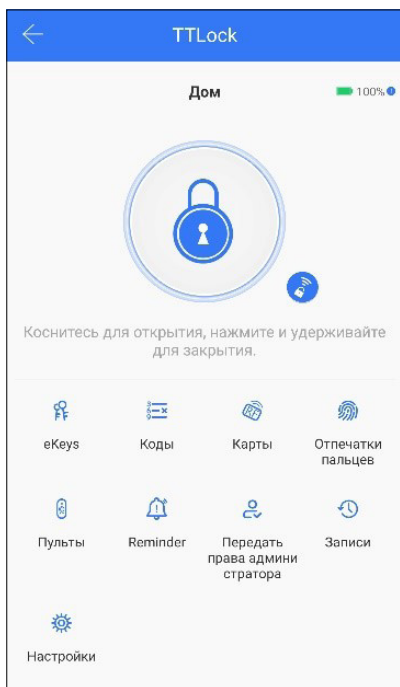 TTLock
Дом
100%
Коснитесь для открытия, нажмите и удерживайте
для закрытия.
eKeys
Коды
Карты
Отпечатки
пальцев
Пульты
Reminder
Передать
права админи
стратора
Записи
Настройки